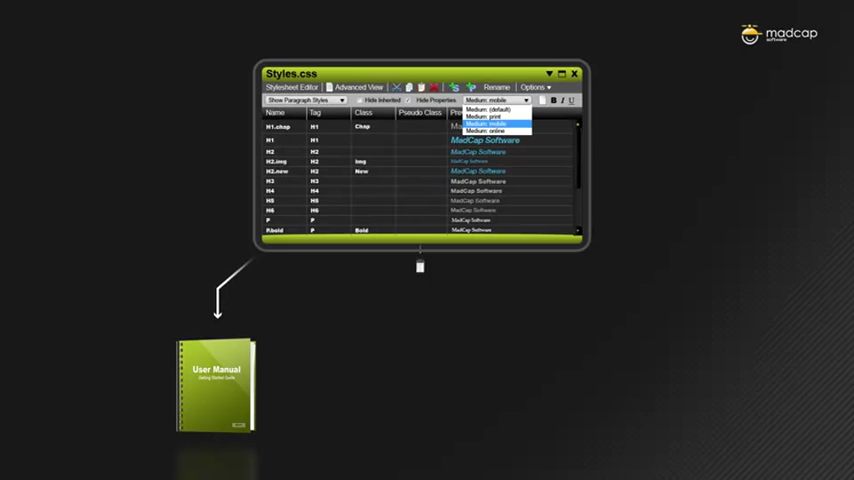 madcap
software
Styles.css
Stylesheet Editor Advanced View Rename Options
Show Paragraph Styles Hide Inherited Hide Properties Medium: mobile B I U
Medium: (default)
Medium: print
Medium: mobile
Medium: online
Name Tag Class Pseudo Class Pre
H1.chap H1 Chap Ma
H1 H1 MadCap Software
H2 H2 MadCap Software
H2.img H2 Img MadCap Software
H2.new H2 New MadCap Software
H3 H3 MadCap Software
H4 H4 MadCap Software
H5 H5 MadCap Software
H6 H6 MadCap Software
P P MadCap Software
P.bold P Bold MadCap Software
User Manual
Getting Started Guide